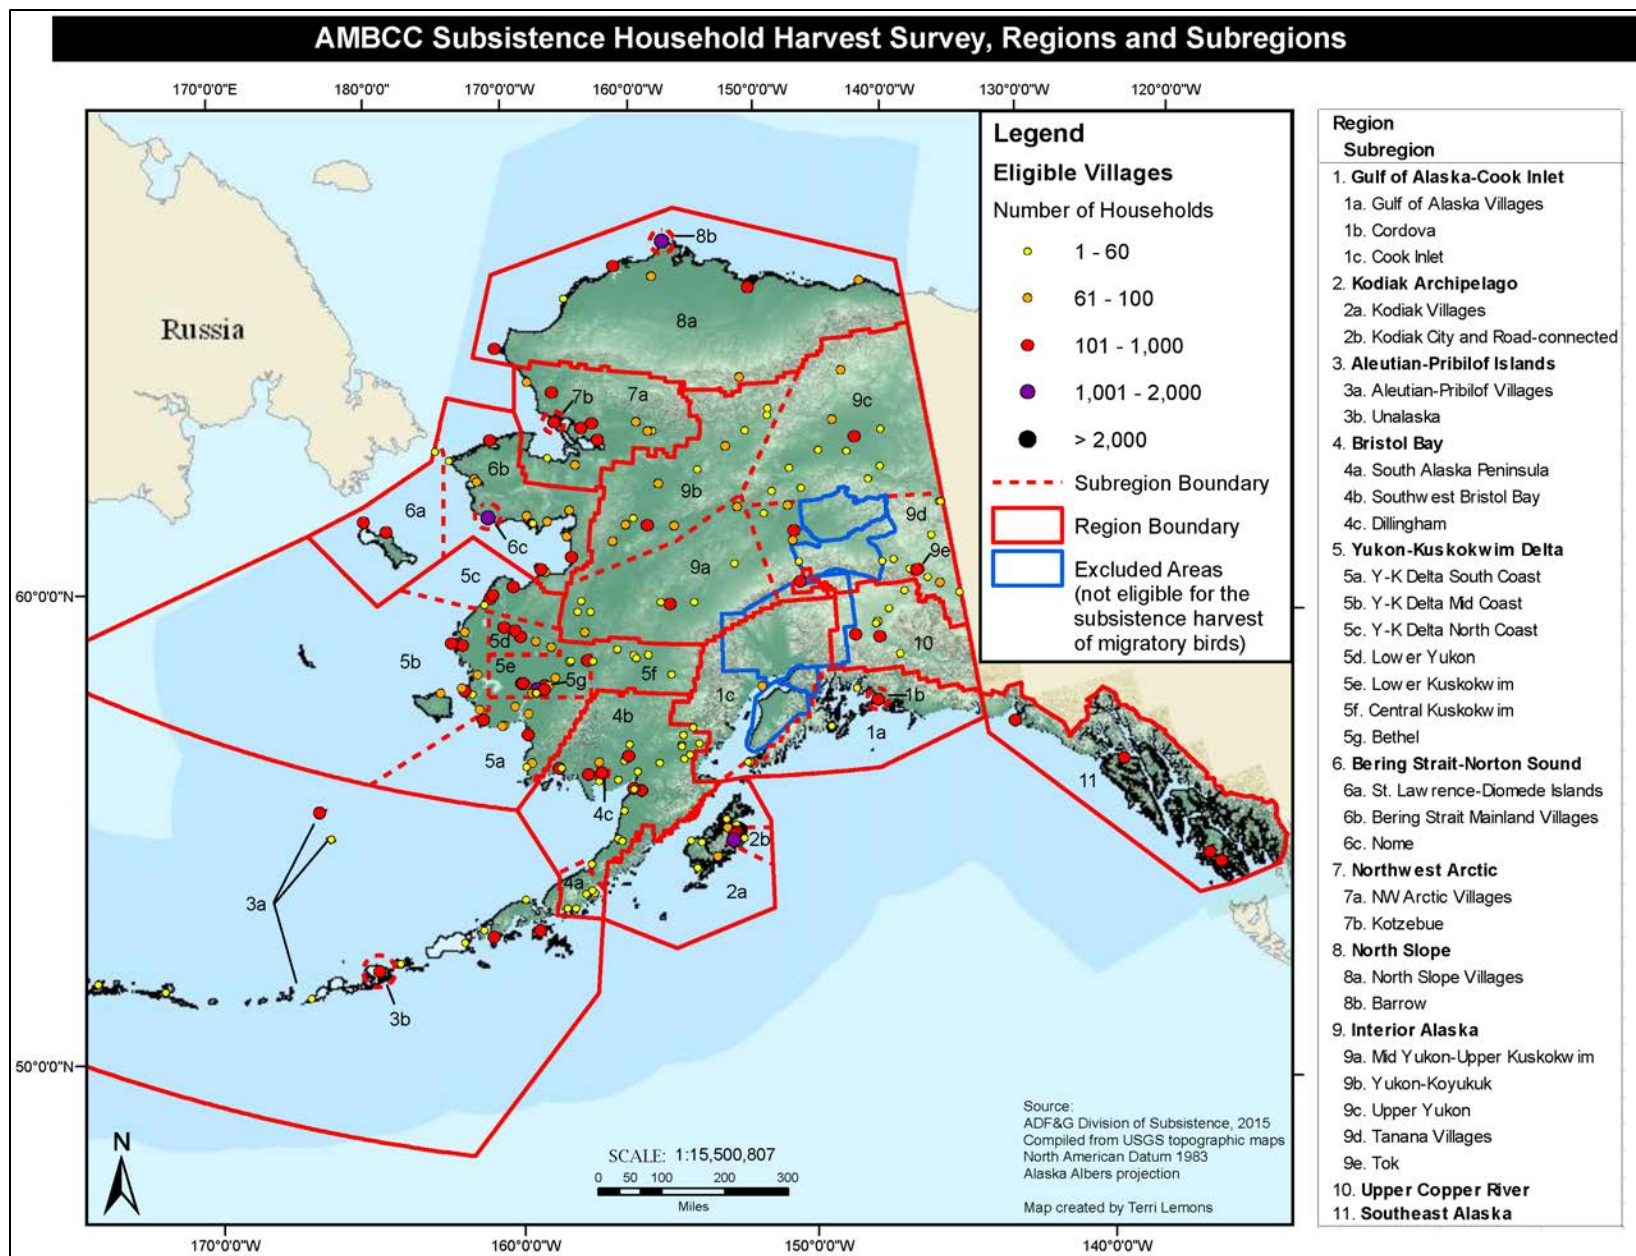 AMBCC Subsistence Household Harvest Survey, Regions and Subregions
170°0'0"E 180°0'0" 170°0'0"W 160°0'0"W 150°0'0"W 140°0'0"W 130°0'0"W 120°0'0"W
Legend
Eligible Villages
Number of Households
1 - 60
61 - 100
101 - 1,000
1,001 - 2,000
> 2,000
Subregion Boundary
Region Boundary
Excluded Areas
(not eligible for the
subsistence harvest
of migratory birds)
Russia
8b
8a
7b
7a
9c
6b
9b
6a
9d
6c
9e
9a
5c
5d
5b
5e
5f
5g
10
1c
1b
4b
1a
5a
11
4c
2b
4a
2a
3a
3b
60°0'0"N
50°0'0"N
N
SCALE: 1:15,500,807
0 50 100 200 300
Miles
Source:
ADF&G Division of Subsistence, 2015
Compiled from USGS topographic maps
North American Datum 1983
Alaska Albers projection
Map created by Terri Lemons
170°0'0"W 160°0'0"W 150°0'0"W 140°0'0"W
Region
Subregion
1. Gulf of Alaska-Cook Inlet
1a. Gulf of Alaska Villages
1b. Cordova
1c. Cook Inlet
2. Kodiak Archipelago
2a. Kodiak Villages
2b. Kodiak City and Road-connected
3. Aleutian-Pribilof Islands
3a. Aleutian-Pribilof Villages
3b. Unalaska
4. Bristol Bay
4a. South Alaska Peninsula
4b. Southwest Bristol Bay
4c. Dillingham
5. Yukon-Kuskokwim Delta
5a. Y-K Delta South Coast
5b. Y-K Delta Mid Coast
5c. Y-K Delta North Coast
5d. Lower Yukon
5e. Lower Kuskokwim
5f. Central Kuskokwim
5g. Bethel
6. Bering Strait-Norton Sound
6a. St. Lawrence-Diomede Islands
6b. Bering Strait Mainland Villages
6c. Nome
7. Northwest Arctic
7a. NW Arctic Villages
7b. Kotzebue
8. North Slope
8a. North Slope Villages
8b. Barrow
9. Interior Alaska
9a. Mid Yukon-Upper Kuskokwim
9b. Yukon-Koyukuk
9c. Upper Yukon
9d. Tanana Villages
9e. Tok
10. Upper Copper River
11. Southeast Alaska